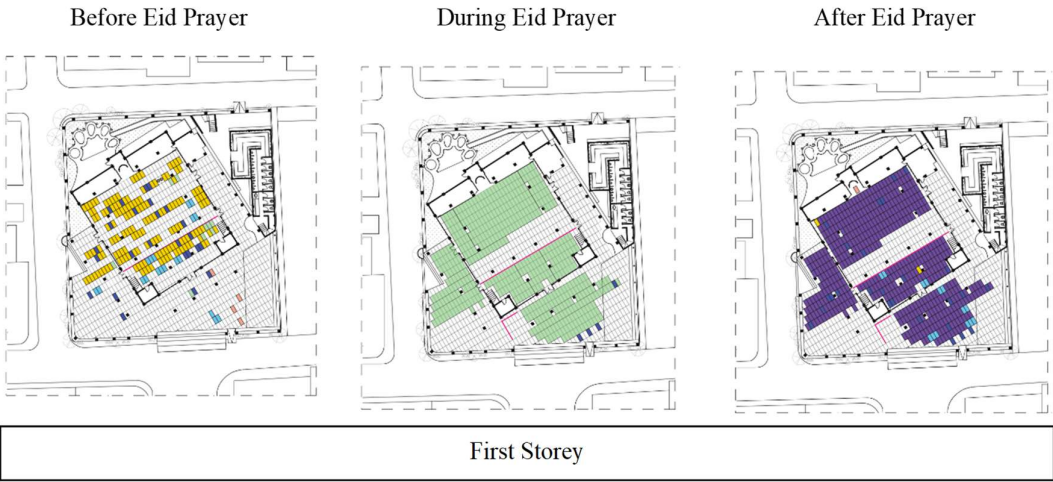 Before Eid Prayer
During Eid Prayer
After Eid Prayer
First Storey